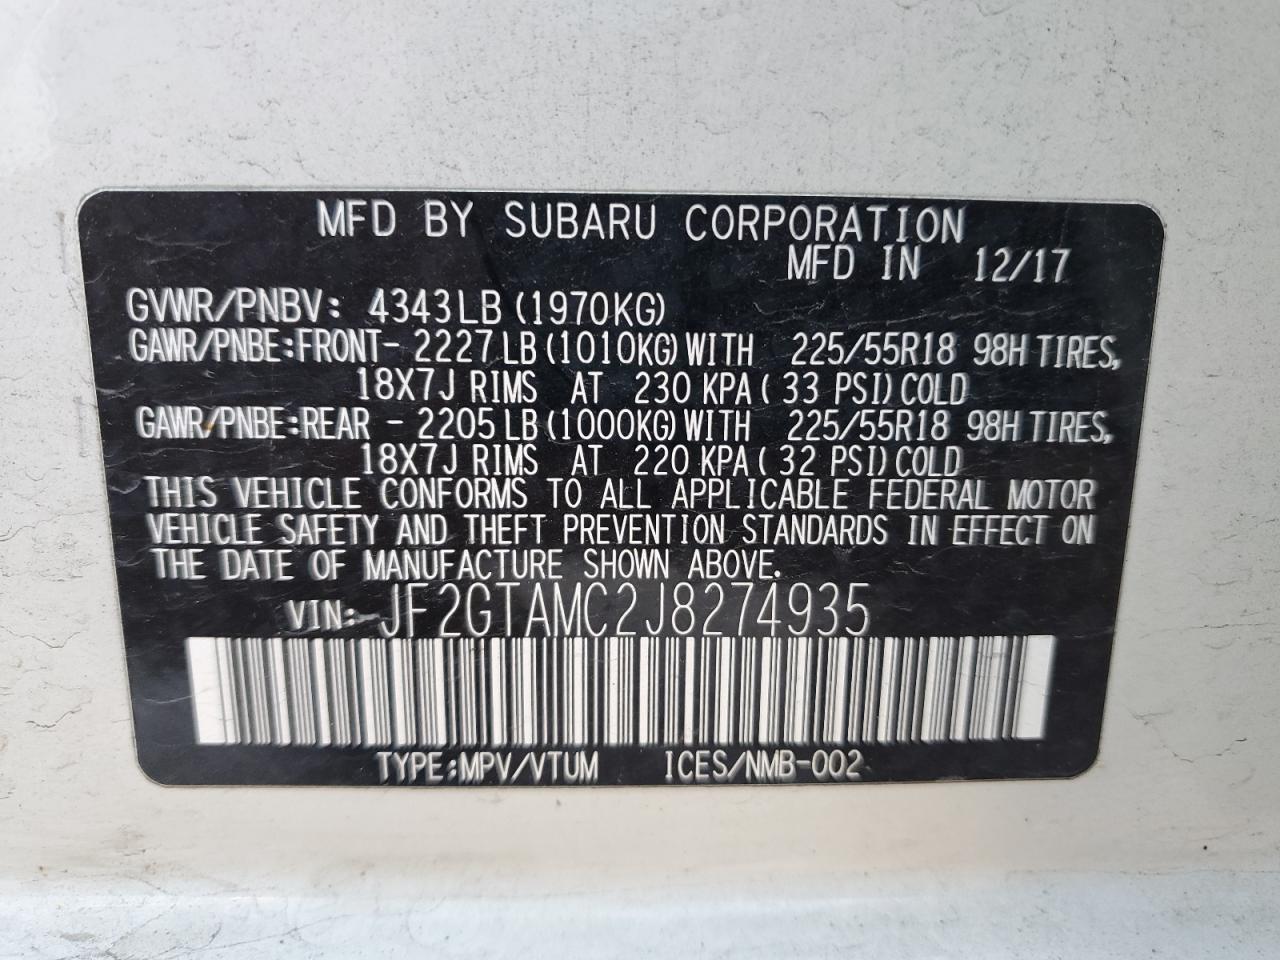 MFD BY SUBARU CORPORATION
MFD IN 12/17
GVWR/PNBV: 4343LB (1970KG)
GAWR/PNBE:FRONT- 2227LB (1010KG) WITH 225/55R18 98H TIRES,
18X7J RIMS AT 230 KPA ( 33 PSI) COLD
GAWR/PNBE:REAR - 2205LB (1000KG) WITH 225/55R18 98H TIRES,
18X7J RIMS AT 220 KPA ( 32 PSI) COLD
THIS VEHICLE CONFORMS TO ALL APPLICABLE FEDERAL MOTOR
VEHICLE SAFETY AND THEFT PREVENTION STANDARDS IN EFFECT ON
THE DATE OF MANUFACTURE SHOWN ABOVE.
VIN: JF2GTAMC2J8274935
TYPE:MPV/VTUM ICES/NMB-002